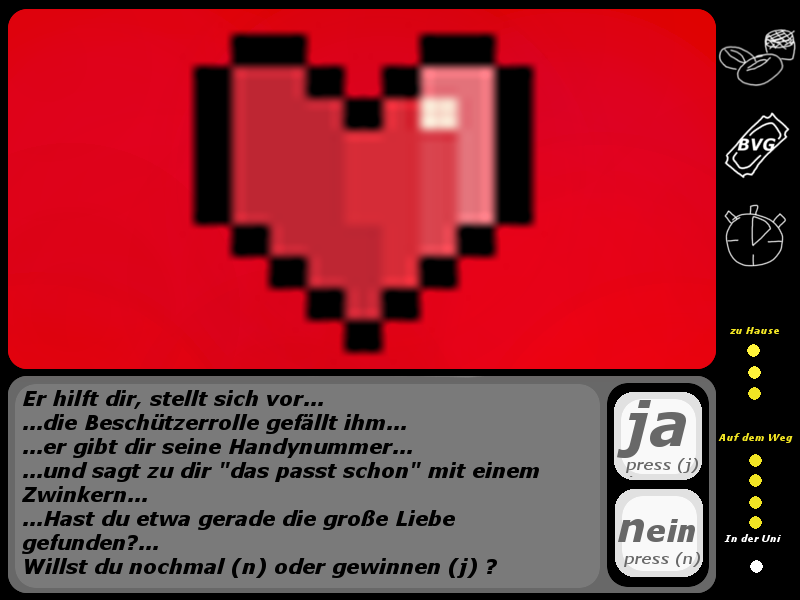 Er hilft dir, stellt sich vor...
...die Beschützerrolle gefällt ihm...
...er gibt dir seine Handynummer...
...und sagt zu dir "das passt schon" mit einem
Zwinkern...
...Hast du etwa gerade die große Liebe
gefunden?...
Willst du nochmal (n) oder gewinnen (j) ?
ja
press (j)
nein
press (n)
BVG
zu Hause
Auf dem Weg
In der Uni